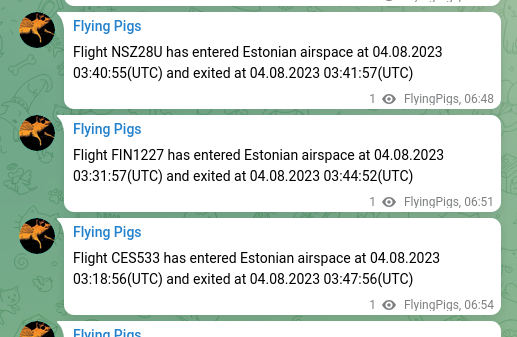 Flying Pigs
Flight NSZ28U has entered Estonian airspace at 04.08.2023
03:40:55(UTC) and exited at 04.08.2023 03:41:57(UTC)
1 FlyingPigs, 06:48
Flying Pigs
Flight FIN1227 has entered Estonian airspace at 04.08.2023
03:31:57(UTC) and exited at 04.08.2023 03:44:52(UTC)
1 FlyingPigs, 06:51
Flying Pigs
Flight CES533 has entered Estonian airspace at 04.08.2023
03:18:56(UTC) and exited at 04.08.2023 03:47:56(UTC)
1 FlyingPigs, 06:54
Flying Pigs